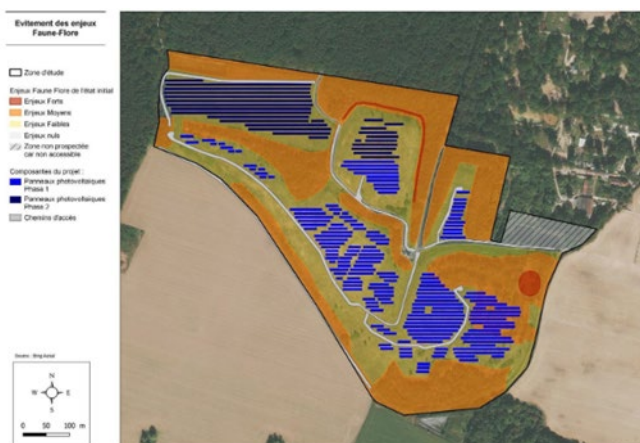 Evitement des enjeux
Faune-Flore
Zone d'étude
Enjeux Faune Flore de l'état initial
Enjeux Forts
Enjeux Moyens
Enjeux Faibles
Enjeux nuls
Zone non prospectée
car non accessible
Composantes du projet :
Panneaux photovoltaïques
Phase 1
Panneaux photovoltaïques
Phase 2
Chemins d'accès
N
W
E
S
0 50 100 m